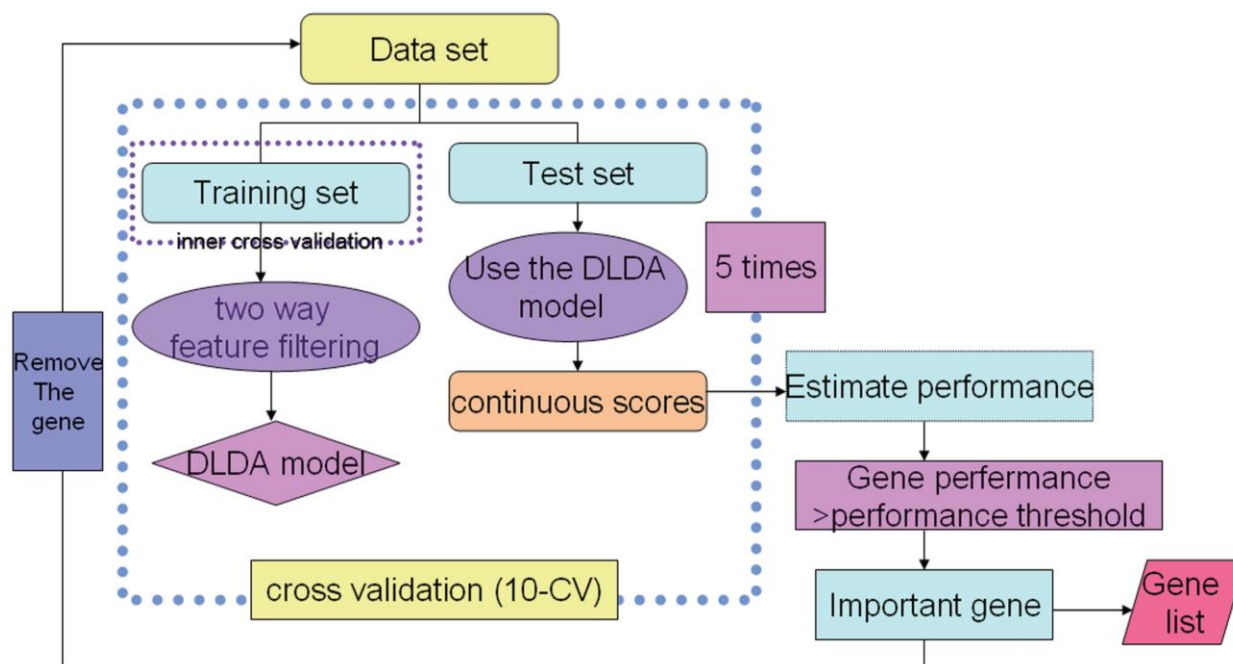 Data set
Training set
inner cross validation
two way
feature filtering
DLDA model
Test set
Use the DLDA
model
continuous scores
5 times
cross validation (10-CV)
Remove
The
gene
Estimate performance
Gene perfermance
>performance threshold
Important gene
Gene
list